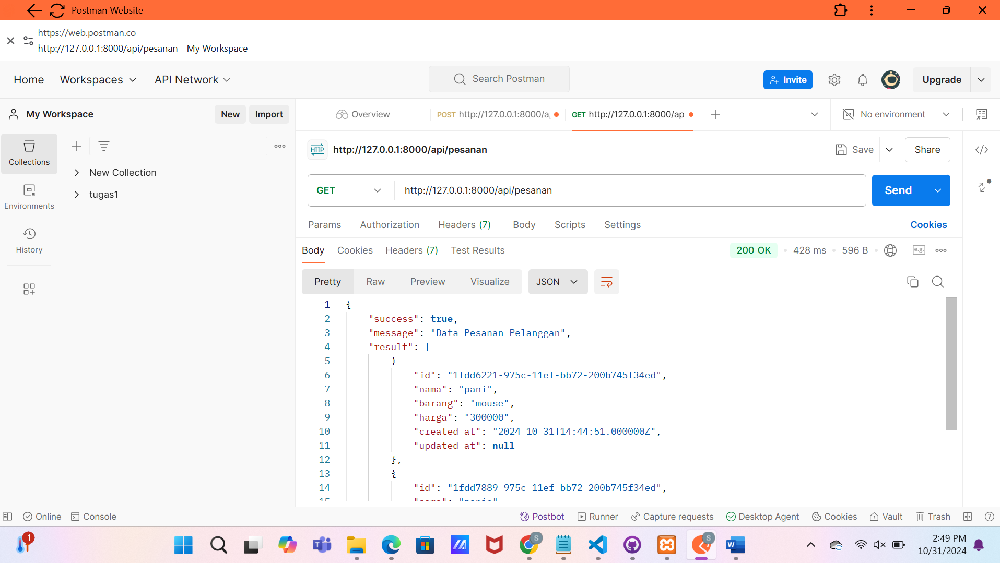 Postman Website
https://web.postman.co
http://127.0.0.1:8000/api/pesanan - My Workspace
Home
Workspaces
API Network
Search Postman
Invite
Upgrade
My Workspace
New
Import
Overview
POST http://127.0.0.1:8000/a
GET http://127.0.0.1:8000/ap
No environment
Collections
New Collection
tugas1
Environments
History
HTTP
http://127.0.0.1:8000/api/pesanan
Save
Share
GET
http://127.0.0.1:8000/api/pesanan
Send
Params
Authorization
Headers (7)
Body
Scripts
Settings
Cookies
Body
Cookies
Headers (7)
Test Results
200 OK
428 ms
596 B
e.g.
Pretty
Raw
Preview
Visualize
JSON
1 {
2 "success": true,
3 "message": "Data Pesanan Pelanggan",
4 "result": [
5 {
6 "id": "1fdd6221-975c-11ef-bb72-200b745f34ed",
7 "nama": "pani",
8 "barang": "mouse",
9 "harga": "300000",
10 "created_at": "2024-10-31T14:44:51.000000Z",
11 "updated_at": null
12 },
13 {
14 "id": "1fdd7889-975c-11ef-bb72-200b745f34ed",
Online
Console
Postbot
Runner
Capture requests
Desktop Agent
Cookies
Vault
Trash
1
S
S
2:49 PM
10/31/2024